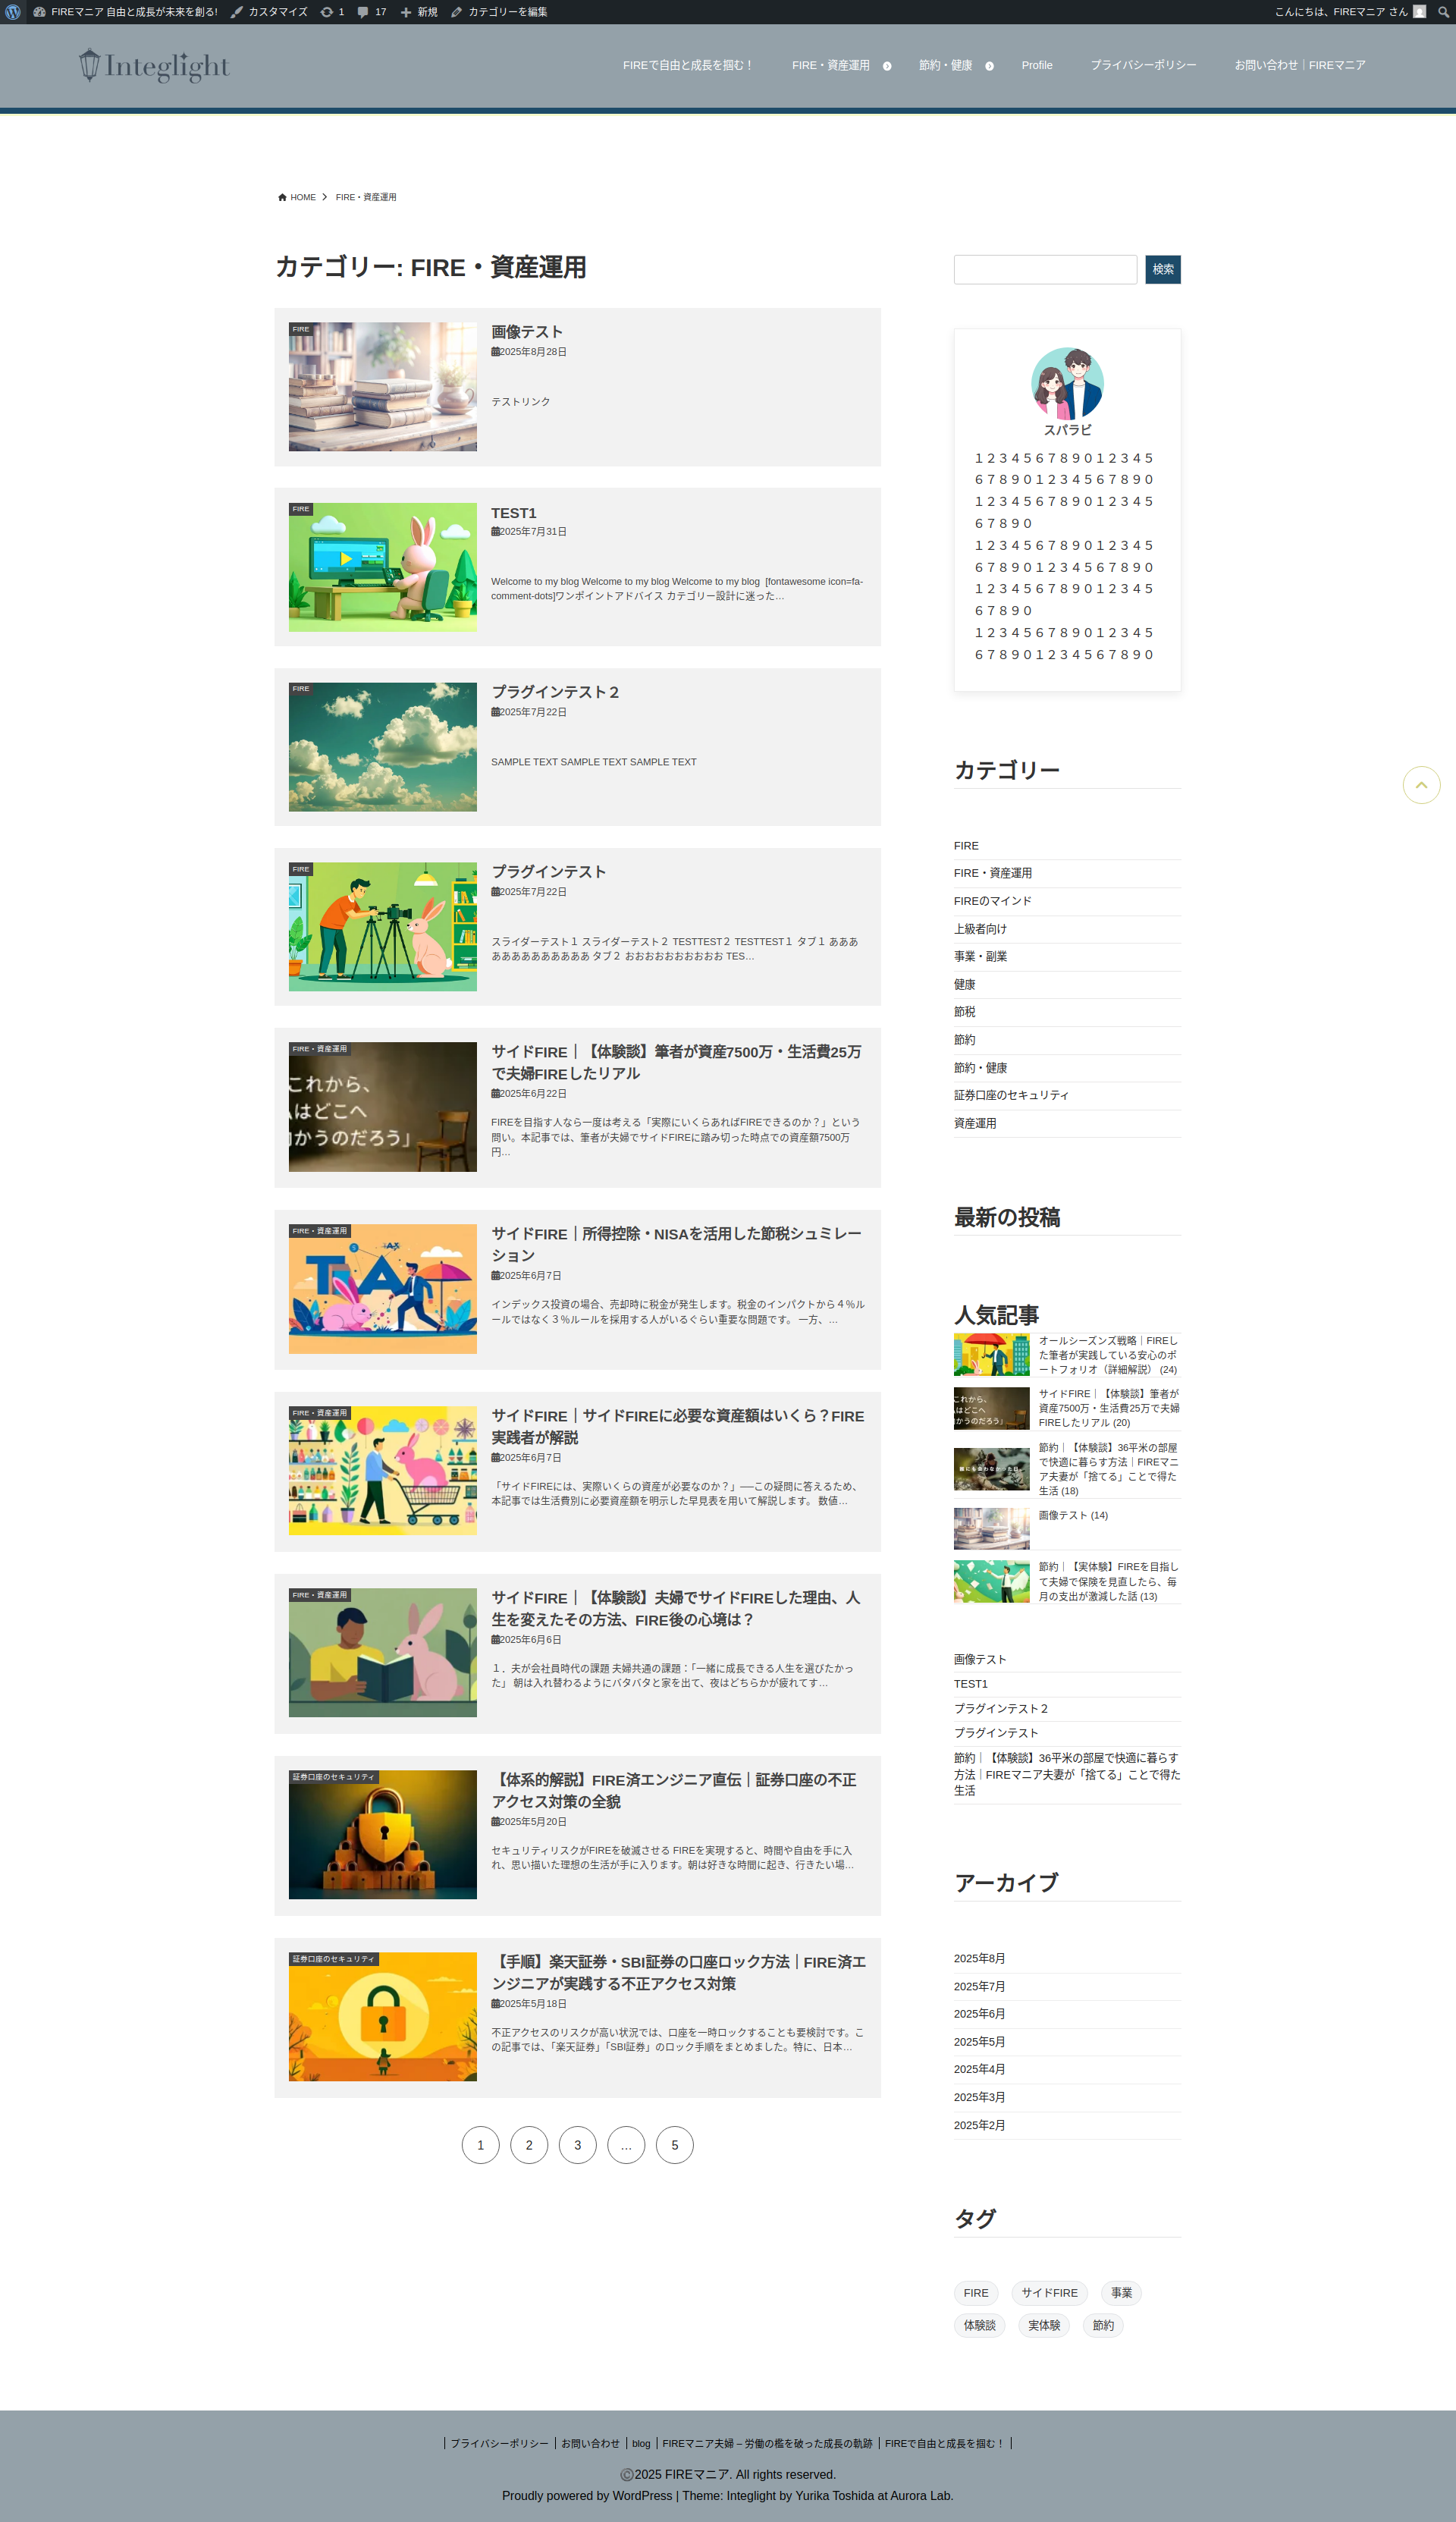 FIREマニア 自由と成長が未来を創る! カスタマイズ 1 17 新規 カテゴリーを編集 こんにちは、FIREマニア さん
Integlight
FIREで自由と成長を掴む！ FIRE・資産運用 節約・健康 Profile プライバシーポリシー お問い合わせ｜FIREマニア
HOME FIRE・資産運用
カテゴリー: FIRE・資産運用
FIRE
画像テスト
2025年8月28日
テストリンク
FIRE
TEST1
2025年7月31日
Welcome to my blog Welcome to my blog Welcome to my blog [fontawesome icon=fa-
comment-dots]ワンポイントアドバイス カテゴリー設計に迷った…
FIRE
プラグインテスト２
2025年7月22日
SAMPLE TEXT SAMPLE TEXT SAMPLE TEXT
FIRE
プラグインテスト
2025年7月22日
スライダーテスト１ スライダーテスト２ TESTTEST２ TESTTEST１ タブ１ あああ
ああああああああああ タブ２ おおおおおおおおおお TES…
FIRE・資産運用
これから、
はどこへ
向かうのだろう」
サイドFIRE｜【体験談】筆者が資産7500万・生活費25万
で夫婦FIREしたリアル
2025年6月22日
FIREを目指す人なら一度は考える「実際にいくらあればFIREできるのか？」という
問い。本記事では、筆者が夫婦でサイドFIREに踏み切った時点での資産額7500万
円…
FIRE・資産運用
サイドFIRE｜所得控除・NISAを活用した節税シュミレー
ション
2025年6月7日
インデックス投資の場合、売却時に税金が発生します。税金のインパクトから４％ル
ールではなく３％ルールを採用する人がいるぐらい重要な問題です。 一方、…
FIRE・資産運用
サイドFIRE｜サイドFIREに必要な資産額はいくら？FIRE
実践者が解説
2025年6月7日
「サイドFIREには、実際いくらの資産が必要なのか？」──この疑問に答えるため、
本記事では生活費別に必要資産額を明示した早見表を用いて解説します。 数値…
FIRE・資産運用
サイドFIRE｜【体験談】夫婦でサイドFIREした理由、人
生を変えたその方法、FIRE後の心境は？
2025年6月6日
１．夫が会社員時代の課題 夫婦共通の課題：「一緒に成長できる人生を選びたかっ
た」 朝は入れ替わるようにバタバタと家を出て、夜はどちらかが疲れてす…
証券口座のセキュリティ
【体系的解説】FIRE済エンジニア直伝｜証券口座の不正
アクセス対策の全貌
2025年5月20日
セキュリティリスクがFIREを破滅させる FIREを実現すると、時間や自由を手に入
れ、思い描いた理想の生活が手に入ります。朝は好きな時間に起き、行きたい場…
証券口座のセキュリティ
【手順】楽天証券・SBI証券の口座ロック方法｜FIRE済エ
ンジニアが実践する不正アクセス対策
2025年5月18日
不正アクセスのリスクが高い状況では、口座を一時ロックすることも要検討です。こ
の記事では、「楽天証券」「SBI証券」のロック手順をまとめました。特に、日本…
1 2 3 … 5
検索
スパラビ
１２３４５６７８９０１２３４５
６７８９０１２３４５６７８９０
１２３４５６７８９０１２３４５
６７８９０
１２３４５６７８９０１２３４５
６７８９０１２３４５６７８９０
１２３４５６７８９０１２３４５
６７８９０
１２３４５６７８９０１２３４５
６７８９０１２３４５６７８９０
カテゴリー
FIRE
FIRE・資産運用
FIREのマインド
上級者向け
事業・副業
健康
節税
節約
節約・健康
証券口座のセキュリティ
資産運用
最新の投稿
人気記事
オールシーズンズ戦略｜FIREし
た筆者が実践している安心のポ
ートフォリオ（詳細解説） (24)
これから、
はどこへ
向かうのだろう」
サイドFIRE｜【体験談】筆者が
資産7500万・生活費25万で夫婦
FIREしたリアル (20)
節約｜【体験談】36平米の部屋
で快適に暮らす方法｜FIREマニ
ア夫妻が「捨てる」ことで得た
生活 (18)
画像テスト (14)
節約｜【実体験】FIREを目指し
て夫婦で保険を見直したら、毎
月の支出が激減した話 (13)
画像テスト
TEST1
プラグインテスト２
プラグインテスト
節約｜【体験談】36平米の部屋で快適に暮らす
方法｜FIREマニア夫妻が「捨てる」ことで得た
生活
アーカイブ
2025年8月
2025年7月
2025年6月
2025年5月
2025年4月
2025年3月
2025年2月
タグ
FIRE サイドFIRE 事業
体験談 実体験 節約
プライバシーポリシー お問い合わせ blog FIREマニア夫婦 – 労働の檻を破った成長の軌跡 FIREで自由と成長を掴む！
©2025 FIREマニア. All rights reserved.
Proudly powered by WordPress | Theme: Integlight by Yurika Toshida at Aurora Lab.